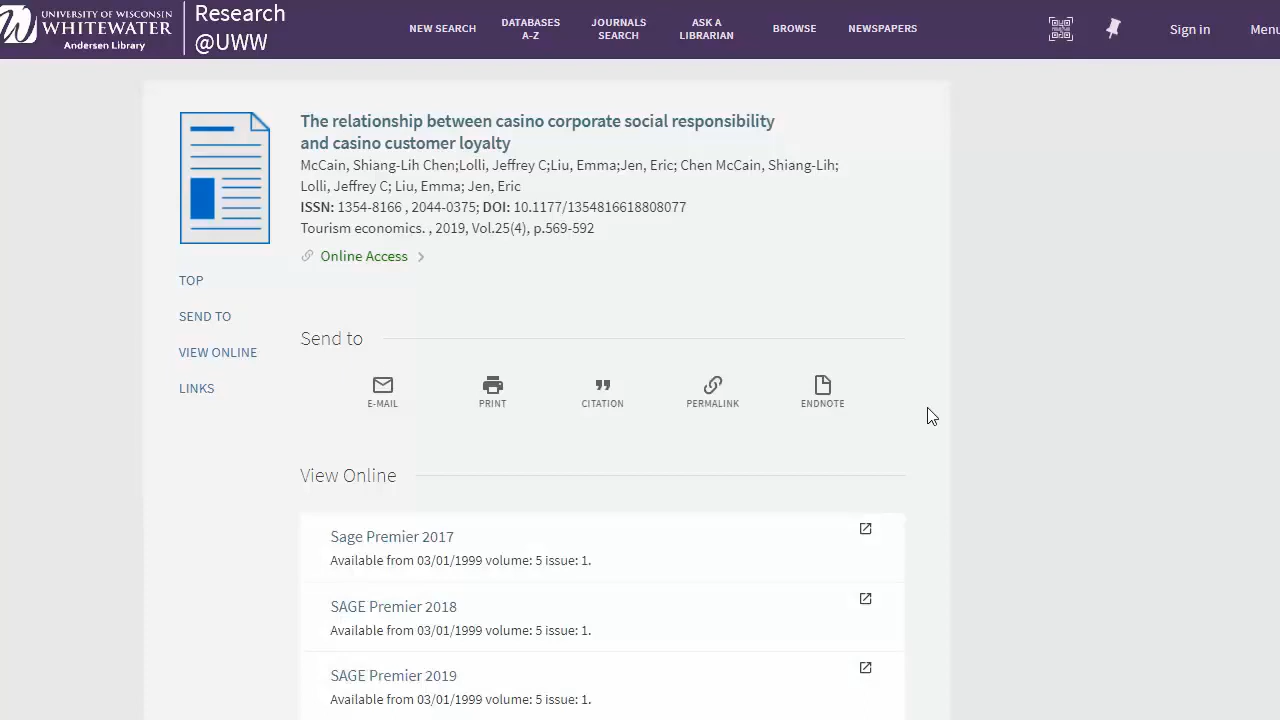 UNIVERSITY OF WISCONSIN
WHITEWATER
Andersen Library
Research
@UWW
NEW SEARCH
DATABASES
A-Z
JOURNALS
SEARCH
ASK A
LIBRARIAN
BROWSE
NEWSPAPERS
Sign in
Menu
The relationship between casino corporate social responsibility
and casino customer loyalty
McCain, Shiang-Lih Chen;Lolli, Jeffrey C;Liu, Emma;Jen, Eric; Chen McCain, Shiang-Lih;
Lolli, Jeffrey C; Liu, Emma; Jen, Eric
ISSN: 1354-8166 , 2044-0375; DOI: 10.1177/1354816618808077
Tourism economics. , 2019, Vol.25(4), p.569-592
Online Access
TOP
SEND TO
VIEW ONLINE
LINKS
Send to
E-MAIL
PRINT
CITATION
PERMALINK
ENDNOTE
View Online
Sage Premier 2017
Available from 03/01/1999 volume: 5 issue: 1.
SAGE Premier 2018
Available from 03/01/1999 volume: 5 issue: 1.
SAGE Premier 2019
Available from 03/01/1999 volume: 5 issue: 1.